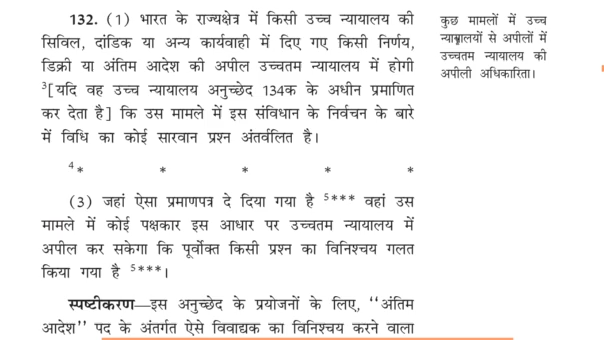 132. (1) भारत के राज्यक्षेत्र में किसी उच्च न्यायालय की
सिविल, दांडिक या अन्य कार्यवाही में दिए गए किसी निर्णय,
डिक्री या अंतिम आदेश की अपील उच्चतम न्यायालय में होगी
³[यदि वह उच्च न्यायालय अनुच्छेद 134क के अधीन प्रमाणित
कर देता है] कि उस मामले में इस संविधान के निर्वचन के बारे
में विधि का कोई सारवान प्रश्न अंतर्वलित है।
कुछ मामलों में उच्च
न्यायालयों से अपीलों में
उच्चतम न्यायालय की
अपीली अधिकारिता।
⁴* * * * *
(3) जहां ऐसा प्रमाणपत्र दे दिया गया है ⁵*** वहां उस
मामले में कोई पक्षकार इस आधार पर उच्चतम न्यायालय में
अपील कर सकेगा कि पूर्वोक्त किसी प्रश्न का विनिश्चय गलत
किया गया है ⁵***।
स्पष्टीकरण—इस अनुच्छेद के प्रयोजनों के लिए, ‘‘अंतिम
आदेश’’ पद के अंतर्गत ऐसे विवाद्यक का विनिश्चय करने वाला